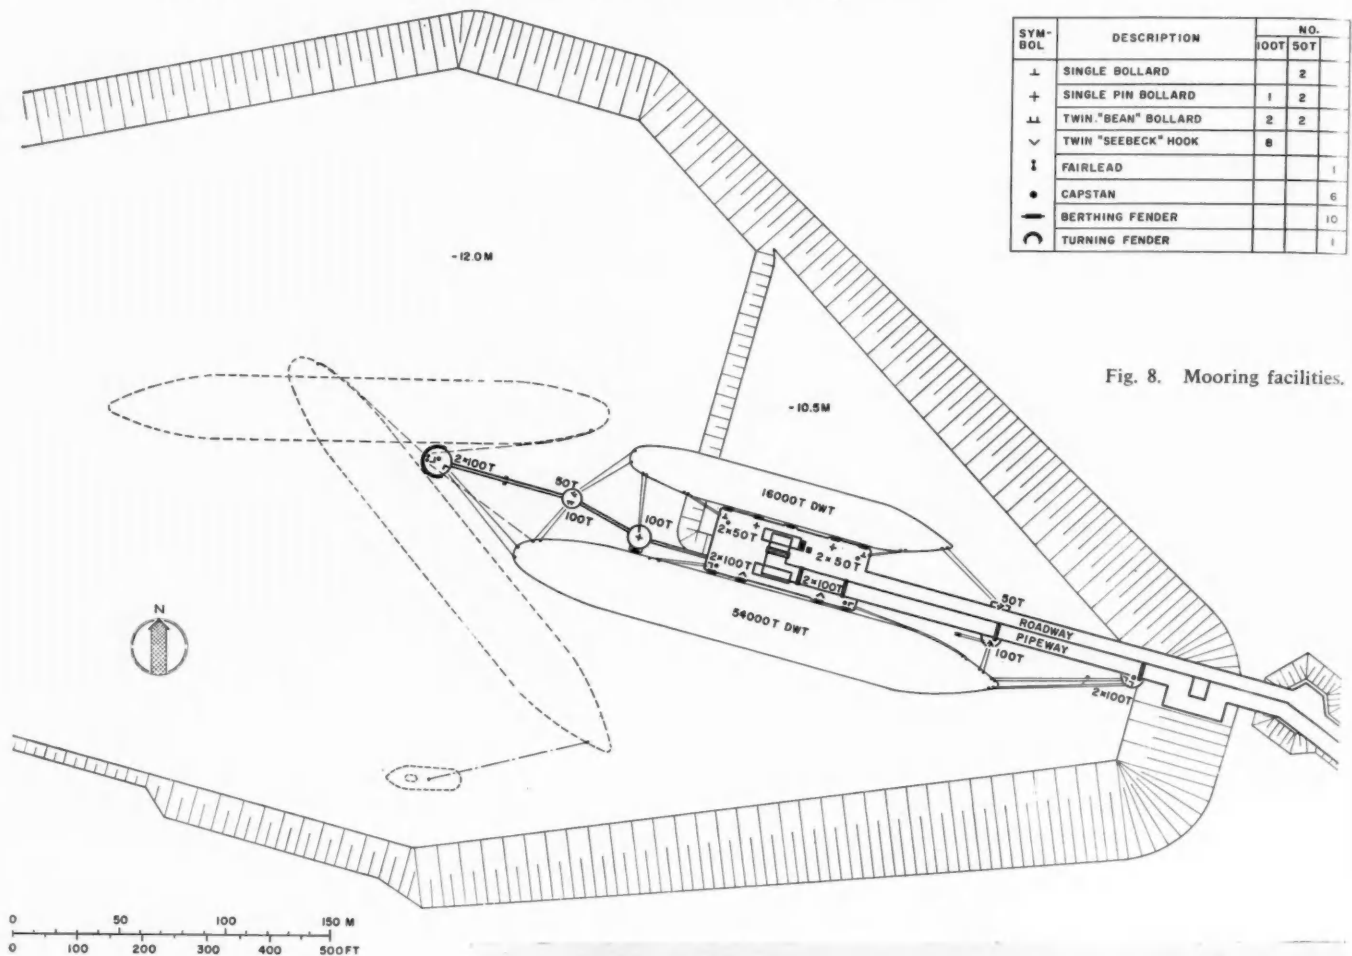 SYM-BOL DESCRIPTION NO.
100T 50T
⊥ SINGLE BOLLARD 2
+ SINGLE PIN BOLLARD 1 2
TWIN "BEAN" BOLLARD 2 2
TWIN "SEEBECK" HOOK 8
FAIRLEAD 1
CAPSTAN 6
BERTHING FENDER 10
TURNING FENDER 1
-12.0M
Fig. 8. Mooring facilities.
-10.5M
2×100T
50T
100T
100T
16000T DWT
2×50T
2×50T
2×100T
2×100T
54000T DWT
50T
ROADWAY
PIPEWAY
100T
2×100T
N
0 50 100 150 M
0 100 200 300 400 500FT